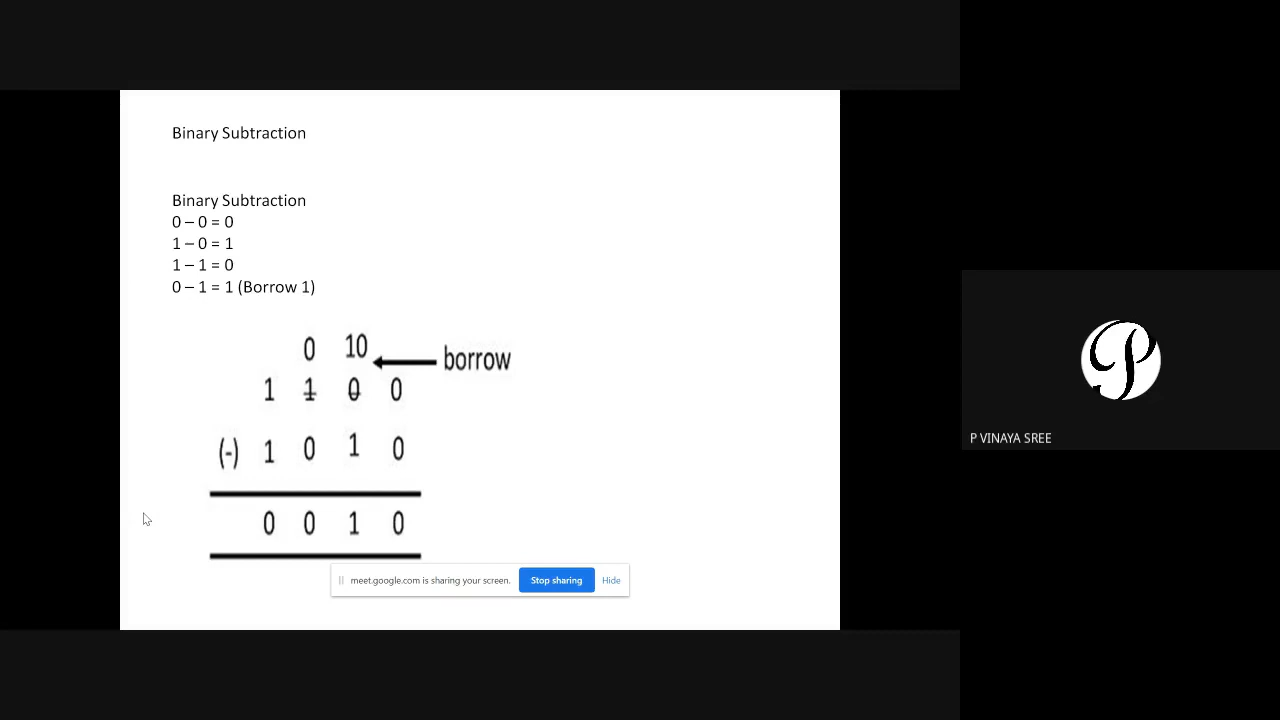 Binary Subtraction
Binary Subtraction
0 – 0 = 0
1 – 0 = 1
1 – 1 = 0
0 – 1 = 1 (Borrow 1)
0 10 borrow
1 1 0 0
(-) 1 0 1 0
0 0 1 0
meet.google.com is sharing your screen. Stop sharing Hide
P
P VINAYA SREE